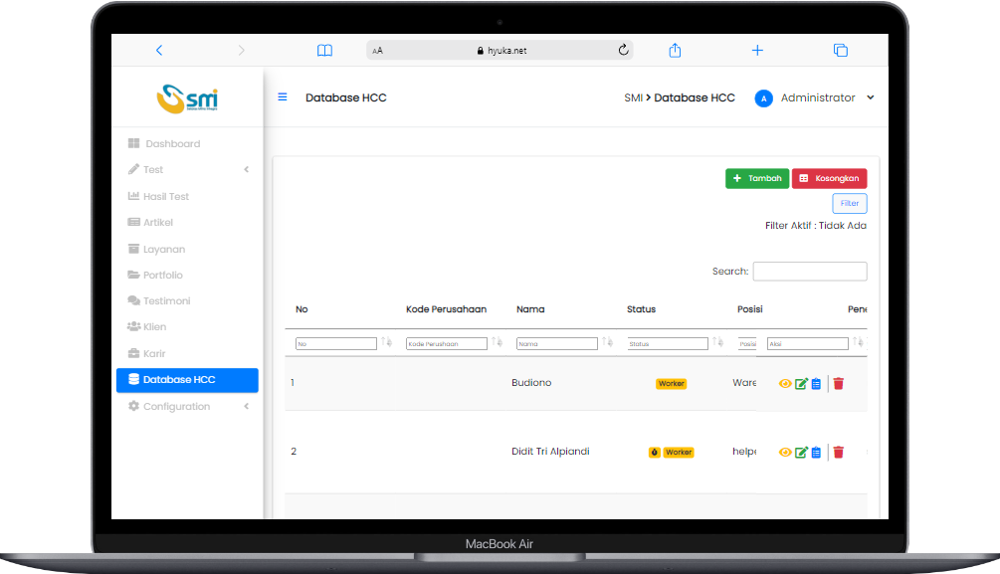 AA hyuka.net
smi
Database HCC
SMI > Database HCC
A Administrator
Dashboard
Test
Hasil Test
Artikel
Layanan
Portfolio
Testimoni
Klien
Karir
Database HCC
Configuration
+ Tambah
Kosongkan
Filter
Filter Aktif : Tidak Ada
Search:
No Kode Perusahaan Nama Status Posisi Pene
No Kode Perusahaan Nama Status Posisi Aksi
1 Budiono Worker Ware
2 Didit Tri Alpiandi Worker helpe
MacBook Air